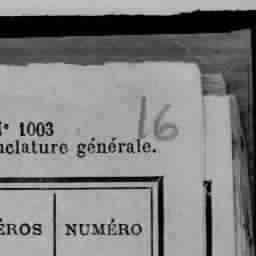 16
N° 1003
nclature générale.
ÉROS NUMÉRO